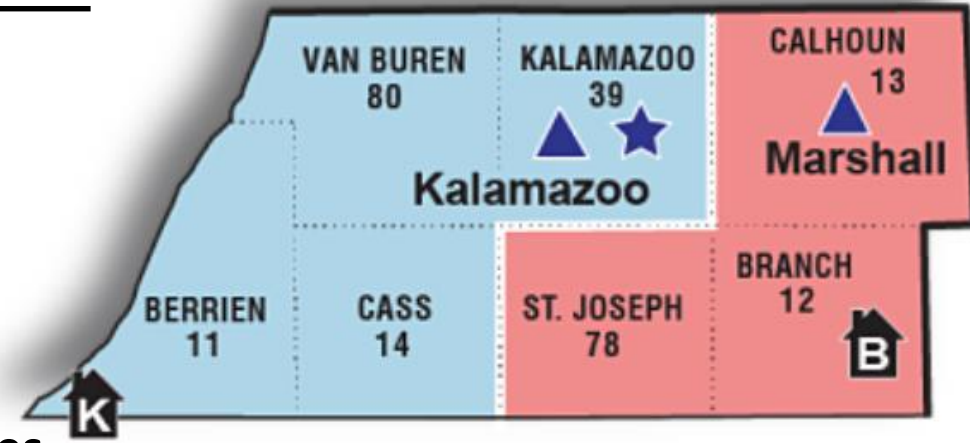 VAN BUREN
80
KALAMAZOO
39
CALHOUN
13
Kalamazoo
Marshall
BERRIEN
11
CASS
14
ST. JOSEPH
78
BRANCH
12
B
K